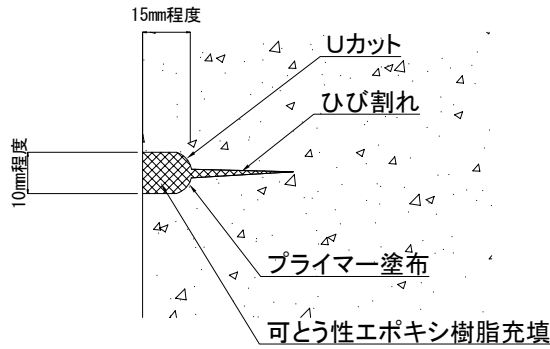 15mm程度
Uカット
ひび割れ
10mm程度
プライマー塗布
可とう性エポキシ樹脂充填